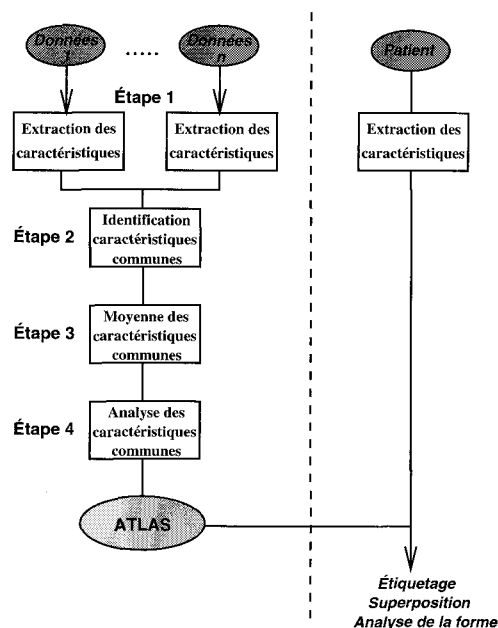 Données
1
.....
Données
n
Étape 1
Extraction des
caractéristiques
Extraction des
caractéristiques
Étape 2
Identification
caractéristiques
communes
Étape 3
Moyenne des
caractéristiques
communes
Étape 4
Analyse des
caractéristiques
communes
ATLAS
Patient
Extraction des
caractéristiques
Étiquetage
Superposition
Analyse de la forme